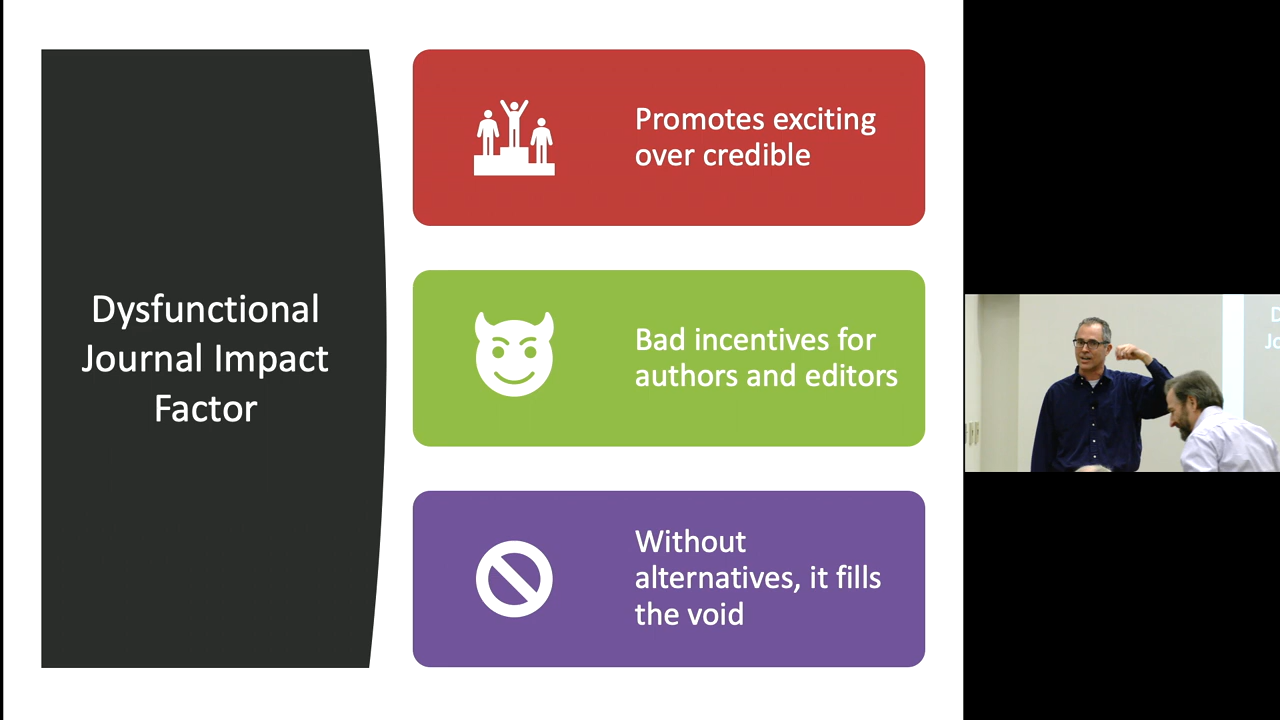 Dysfunctional
Journal Impact
Factor
Promotes exciting
over credible
Bad incentives for
authors and editors
Without
alternatives, it fills
the void